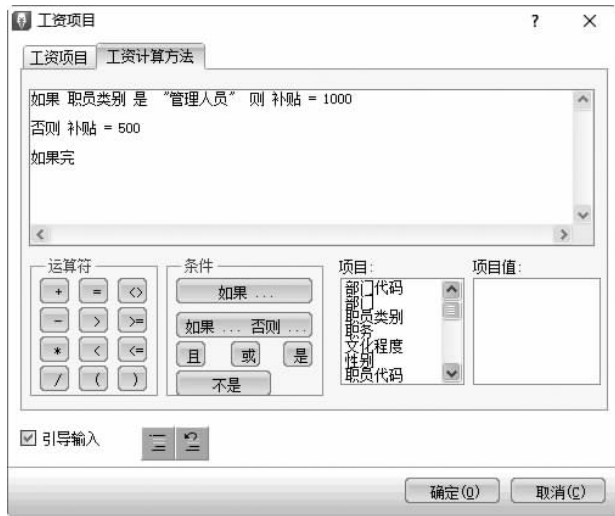 工资项目
? ×
工资项目 工资计算方法
如果 职员类别 是 “管理人员” 则 补贴 = 1000
否则 补贴 = 500
如果完
运算符
+ = <>
- > >=
* < <=
/ ( )
条件
如果 ...
如果 ... 否则 ...
且 或 是
不是
项目:
部门代码
部门
职员类别
职务
文化程度
性别
职员代码
项目值:
引导输入
确定(O) 取消(C)